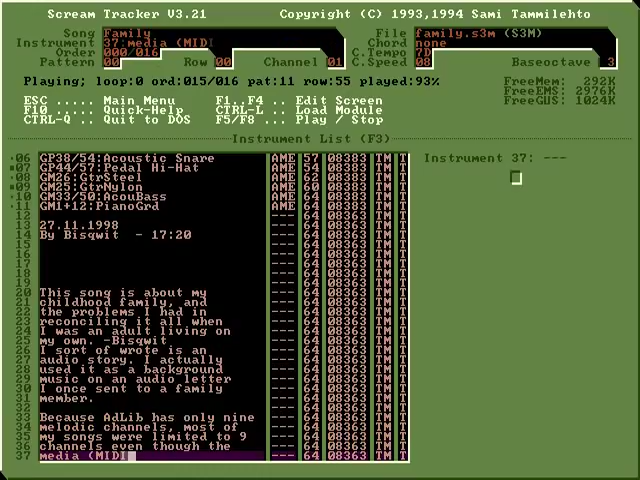 Scream Tracker V3.21 Copyright (C) 1993,1994 Sami Tammilehto
Song Family File family.s3m (S3M)
Instrument 37:media (MIDI Chord none
Order 000/016 C.Tempo 7D
Pattern 00 Row 00 Channel 01 C.Speed 08 Baseoctave 3
Playing; loop:0 ord:015/016 pat:11 row:55 played:93%
FreeMem: 292K
FreeEMS: 2976K
FreeGUS: 1024K
ESC ..... Main Menu F1..F4 .. Edit Screen
F10 ..... Quick-Help CTRL-L .. Load Module
CTRL-Q .. Quit to DOS F5/F8 ... Play / Stop
Instrument List (F3)
06 GP38/54:Acoustic Snare AME 57 08383 TM T
07 GP44/57:Pedal Hi-Hat AME 62 08383 TM T
08 GM26:GtrSteel AME 54 08383 TM T
09 GM25:GtrNylon AME 60 08383 TM T
10 GM33/50:AcouBass AME 64 08383 TM T
11 GM1+12:PianoGrd AME 64 08383 TM T
12 --- 64 08363 TM T
13 27.11.1998 --- 64 08363 TM T
14 By Bisqwit - 17:20 --- 64 08363 TM T
15 --- 64 08363 TM T
16 --- 64 08363 TM T
17 --- 64 08363 TM T
18 --- 64 08363 TM T
19 --- 64 08363 TM T
20 This song is about my --- 64 08363 TM T
21 childhood family, and --- 64 08363 TM T
22 the problems I had in --- 64 08363 TM T
23 reconciling it all when --- 64 08363 TM T
24 I was an adult living on --- 64 08363 TM T
25 my own. -Bisqwit --- 64 08363 TM T
26 I sort of wrote is an --- 64 08363 TM T
27 audio story. I actually --- 64 08363 TM T
28 used it as a background --- 64 08363 TM T
29 music on an audio letter --- 64 08363 TM T
30 I once sent to a family --- 64 08363 TM T
31 member. --- 64 08363 TM T
32 --- 64 08363 TM T
33 Because AdLib has only nine --- 64 08363 TM T
34 melodic channels, most of --- 64 08363 TM T
35 my songs were limited to 9 --- 64 08363 TM T
36 channels even though the --- 64 08363 TM T
37 media (MIDI --- 64 08363 TM T
Instrument 37: ---